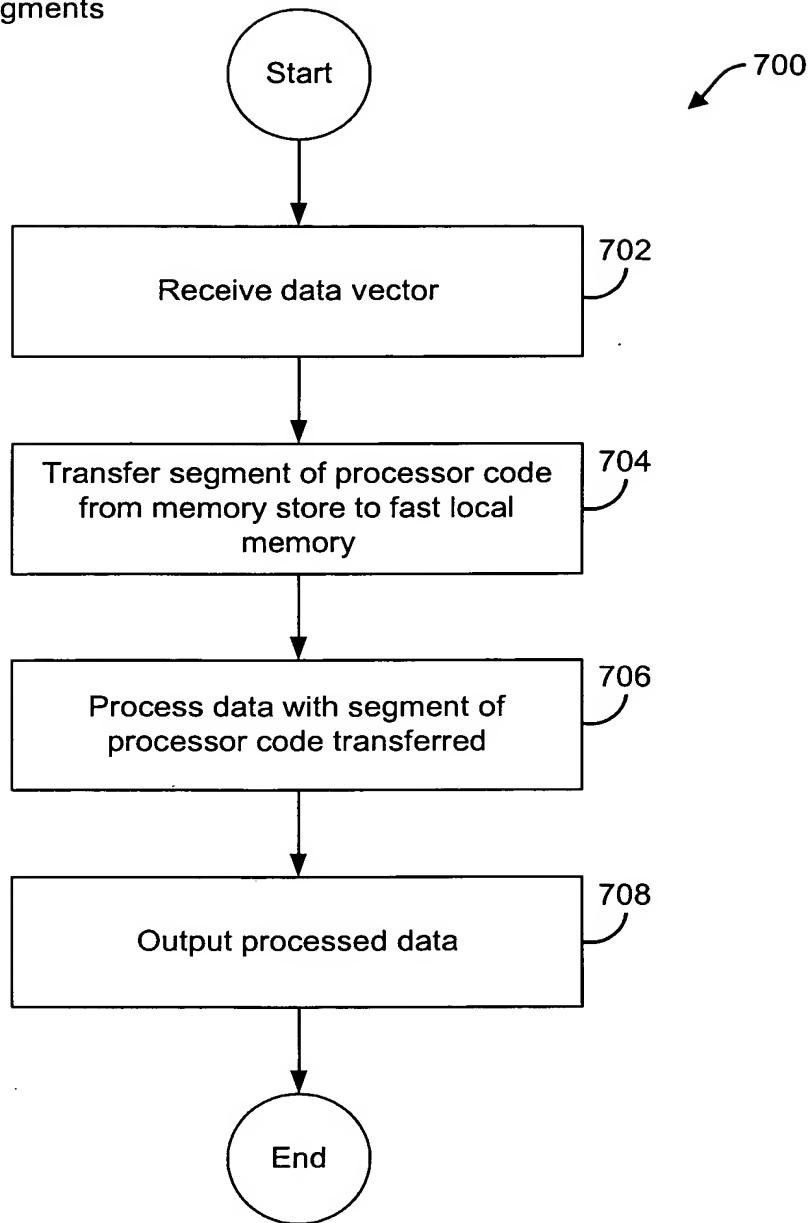 gments
Start
700
702
Receive data vector
704
Transfer segment of processor code
from memory store to fast local
memory
706
Process data with segment of
processor code transferred
708
Output processed data
End